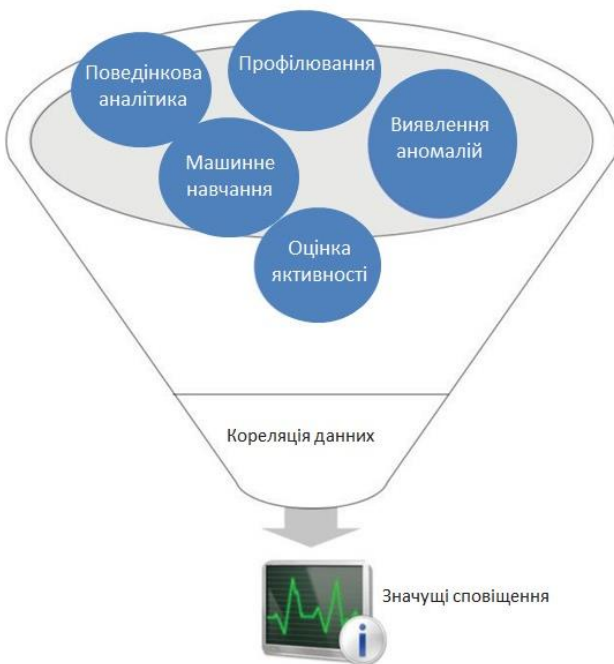 Поведінкова
аналітика
Профілювання
Виявлення
аномалій
Машинне
навчання
Оцінка
яктивності
Кореляція данних
Значущі сповіщення